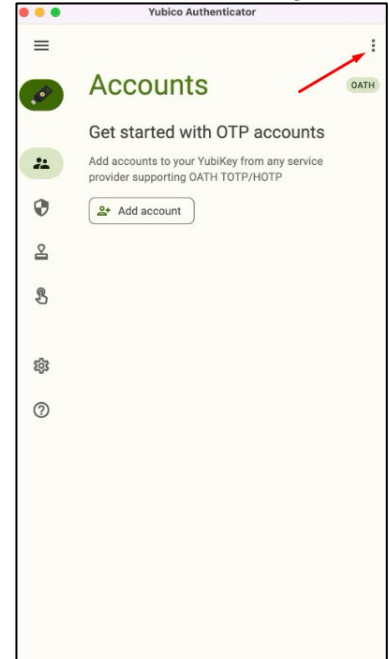 Yubico Authenticator
Accounts
OATH
Get started with OTP accounts
Add accounts to your YubiKey from any service
provider supporting OATH TOTP/HOTP
Add account